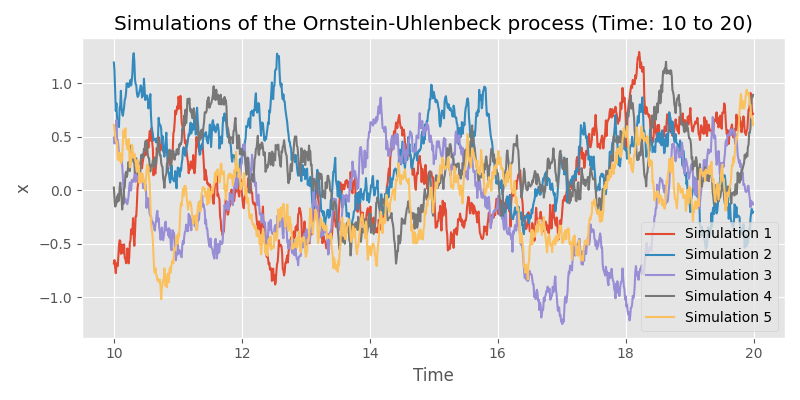 Simulations of the Ornstein-Uhlenbeck process (Time: 10 to 20)
1.0
0.5
0.0
−0.5
−1.0
x
Simulation 1
Simulation 2
Simulation 3
Simulation 4
Simulation 5
10 12 14 16 18 20
Time